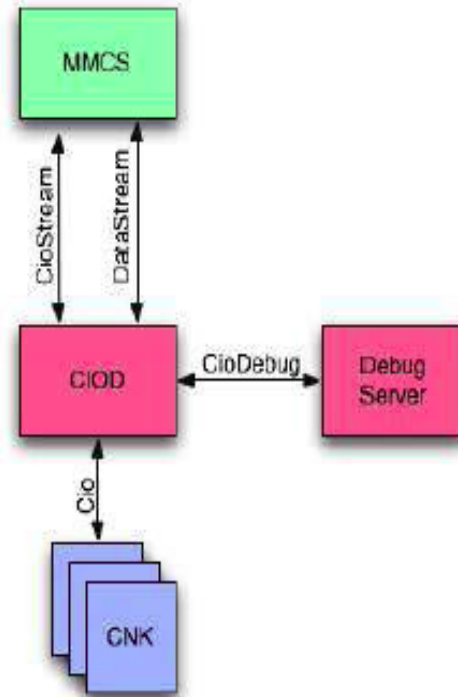 MMCS
CioStream
DataStream
CIOD
CioDebug
Debug
Server
Cio
CNK